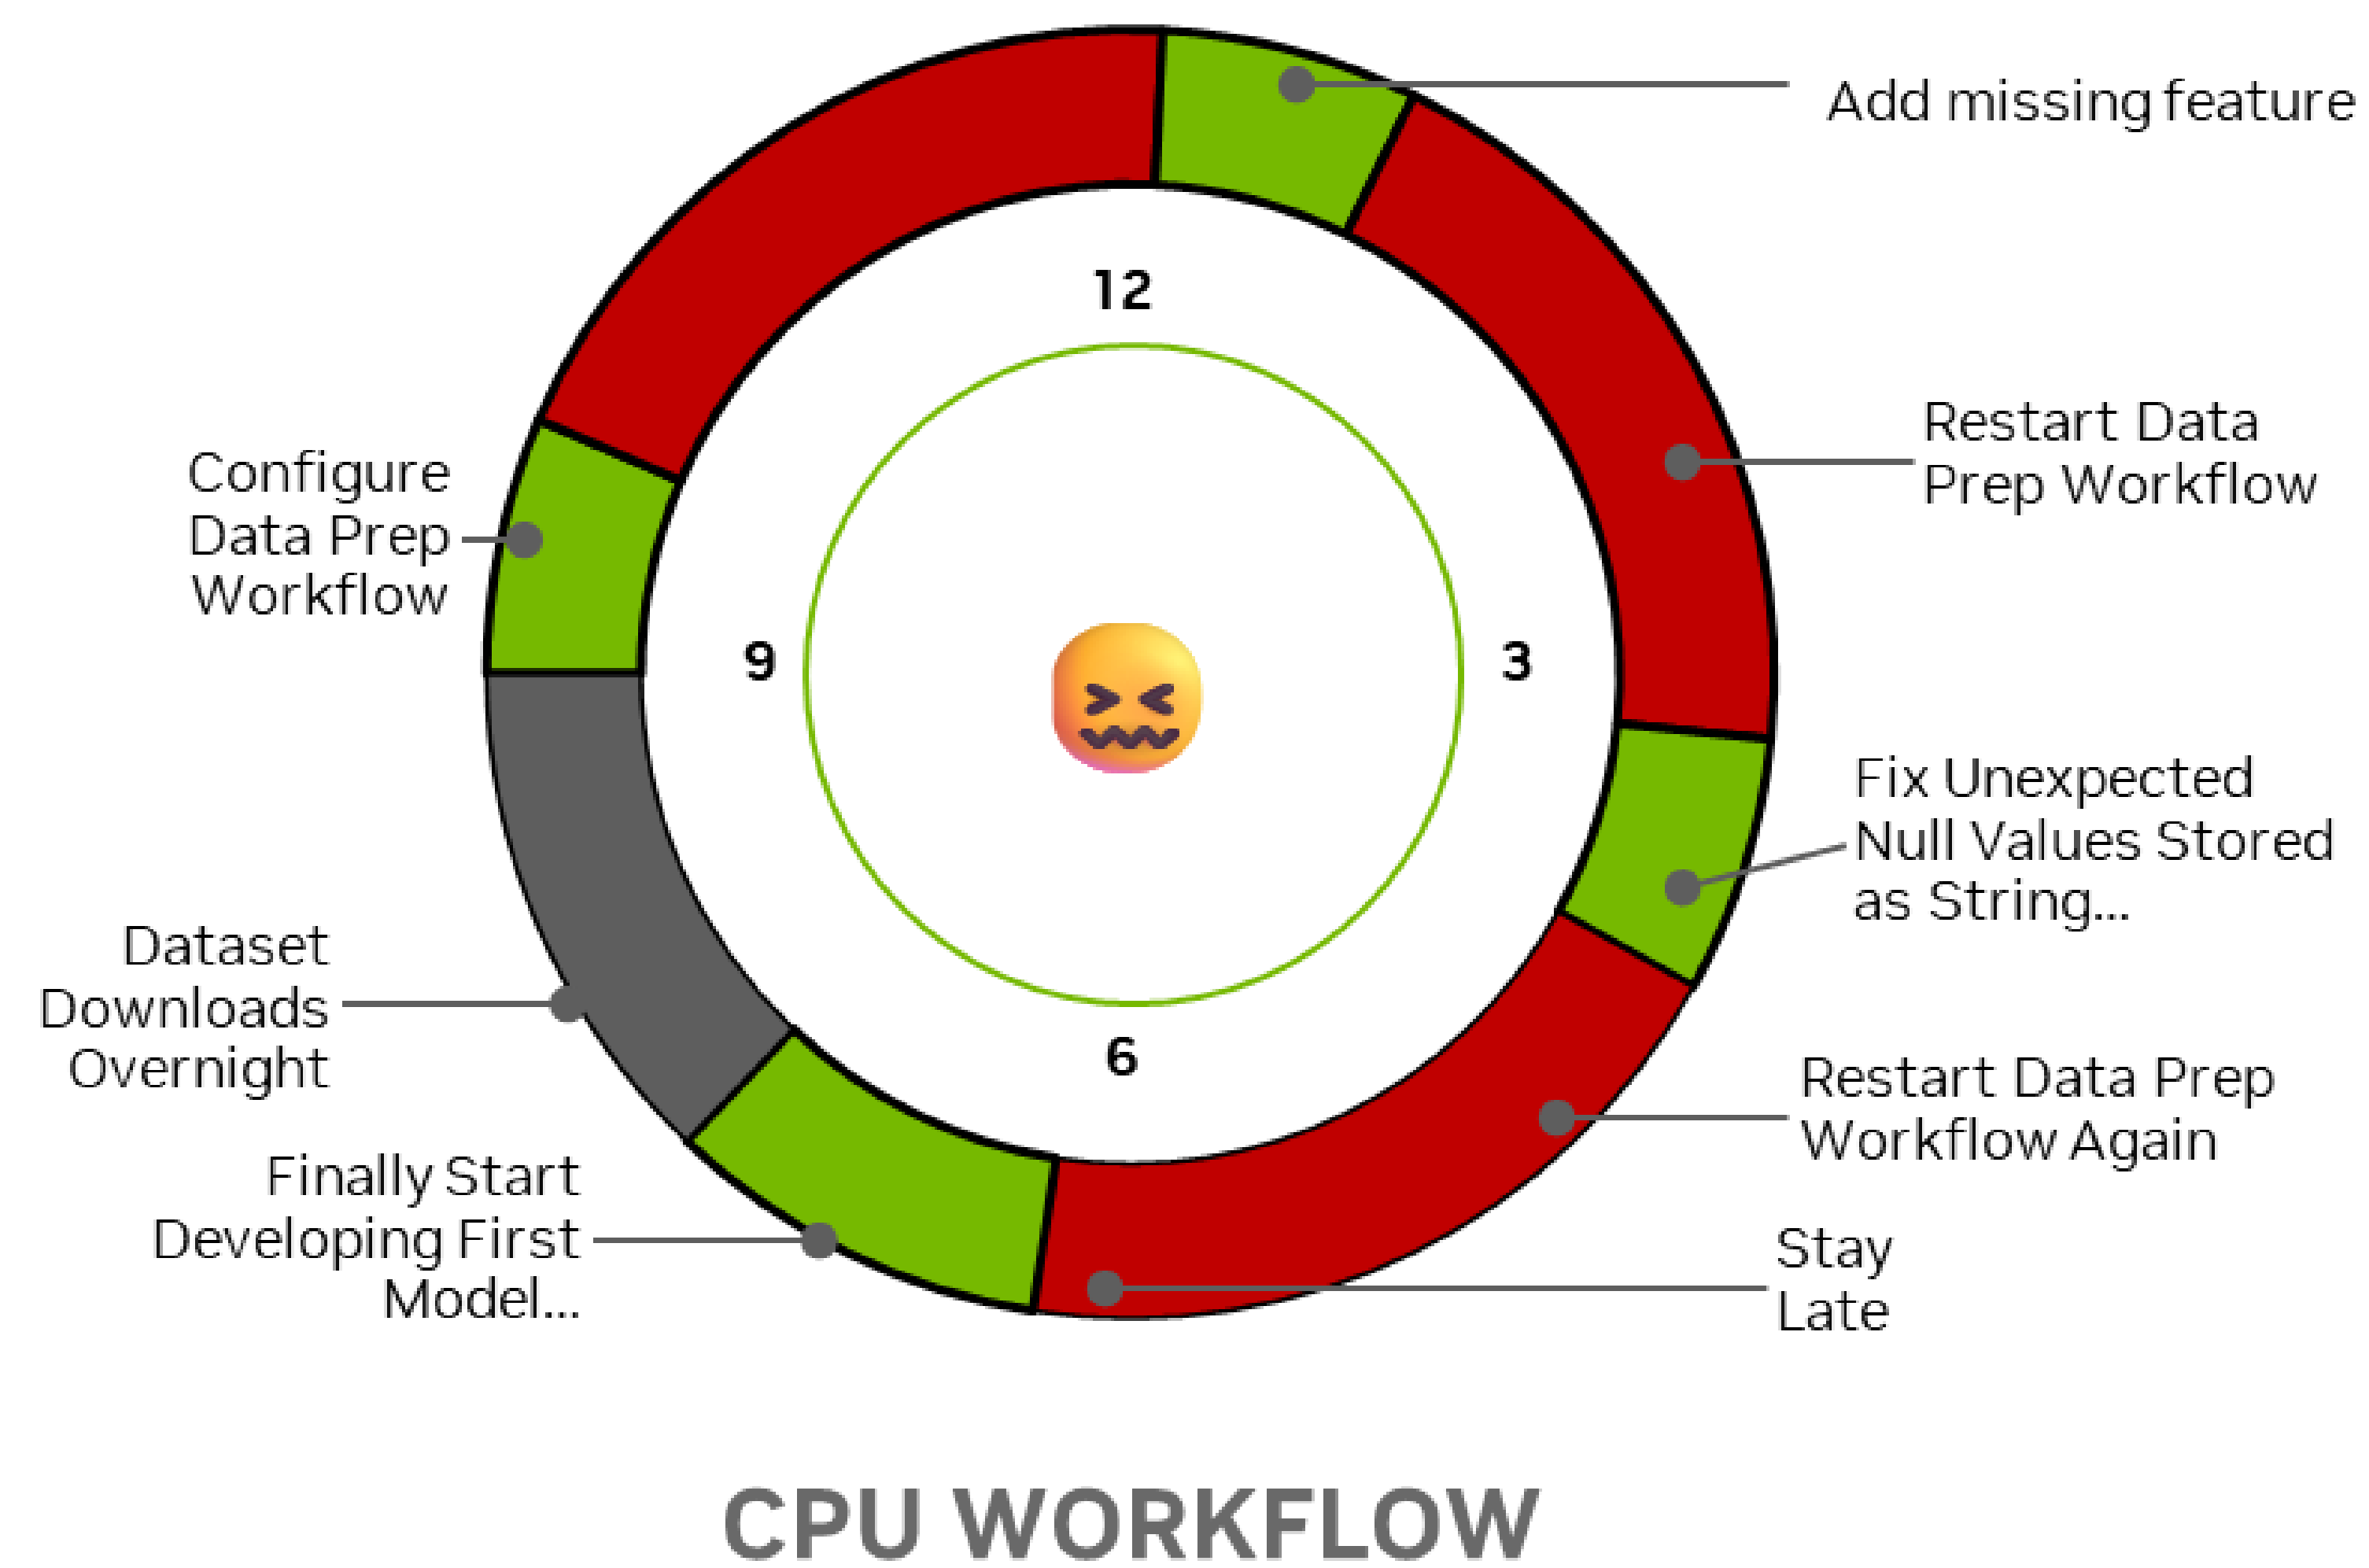 Add missing feature
12
Restart Data
Prep Workflow
Configure
Data Prep
Workflow
9
3
Fix Unexpected
Null Values Stored
as String...
Dataset
Downloads
Overnight
6
Restart Data Prep
Workflow Again
Finally Start
Developing First
Model...
Stay
Late
CPU WORKFLOW